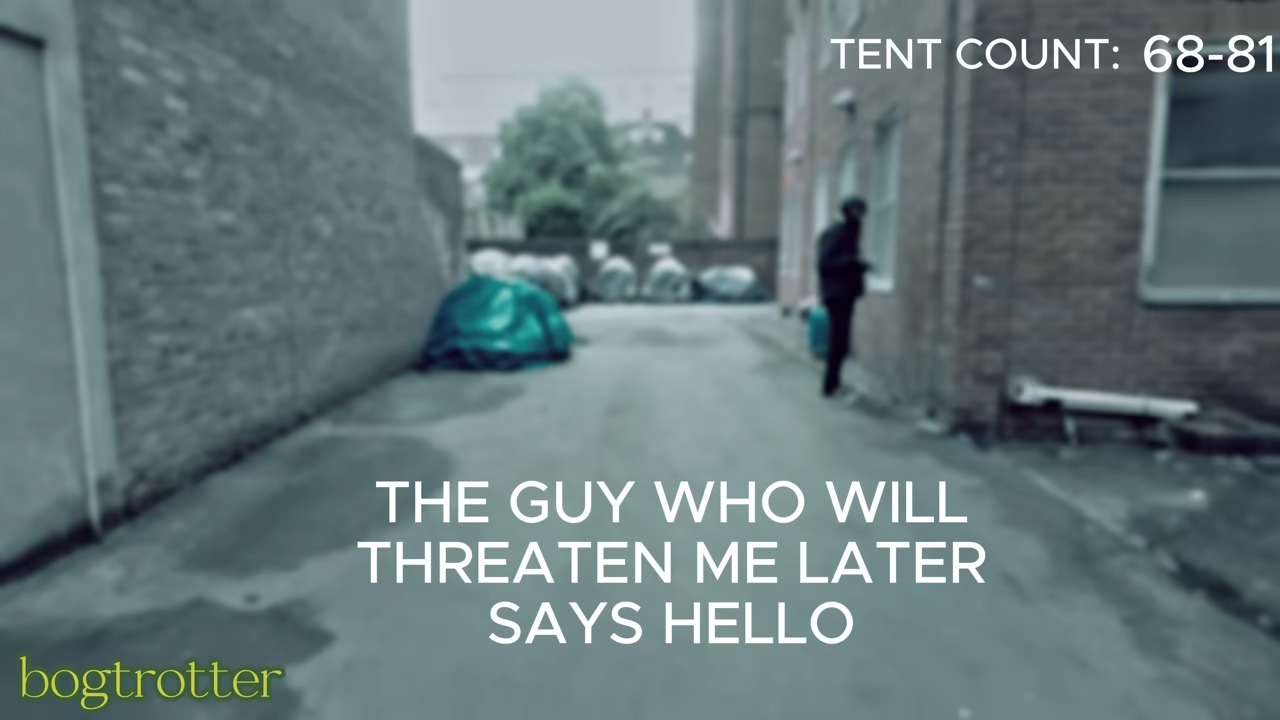 TENT COUNT: 68-81
THE GUY WHO WILL
THREATEN ME LATER
SAYS HELLO
bogtrotter